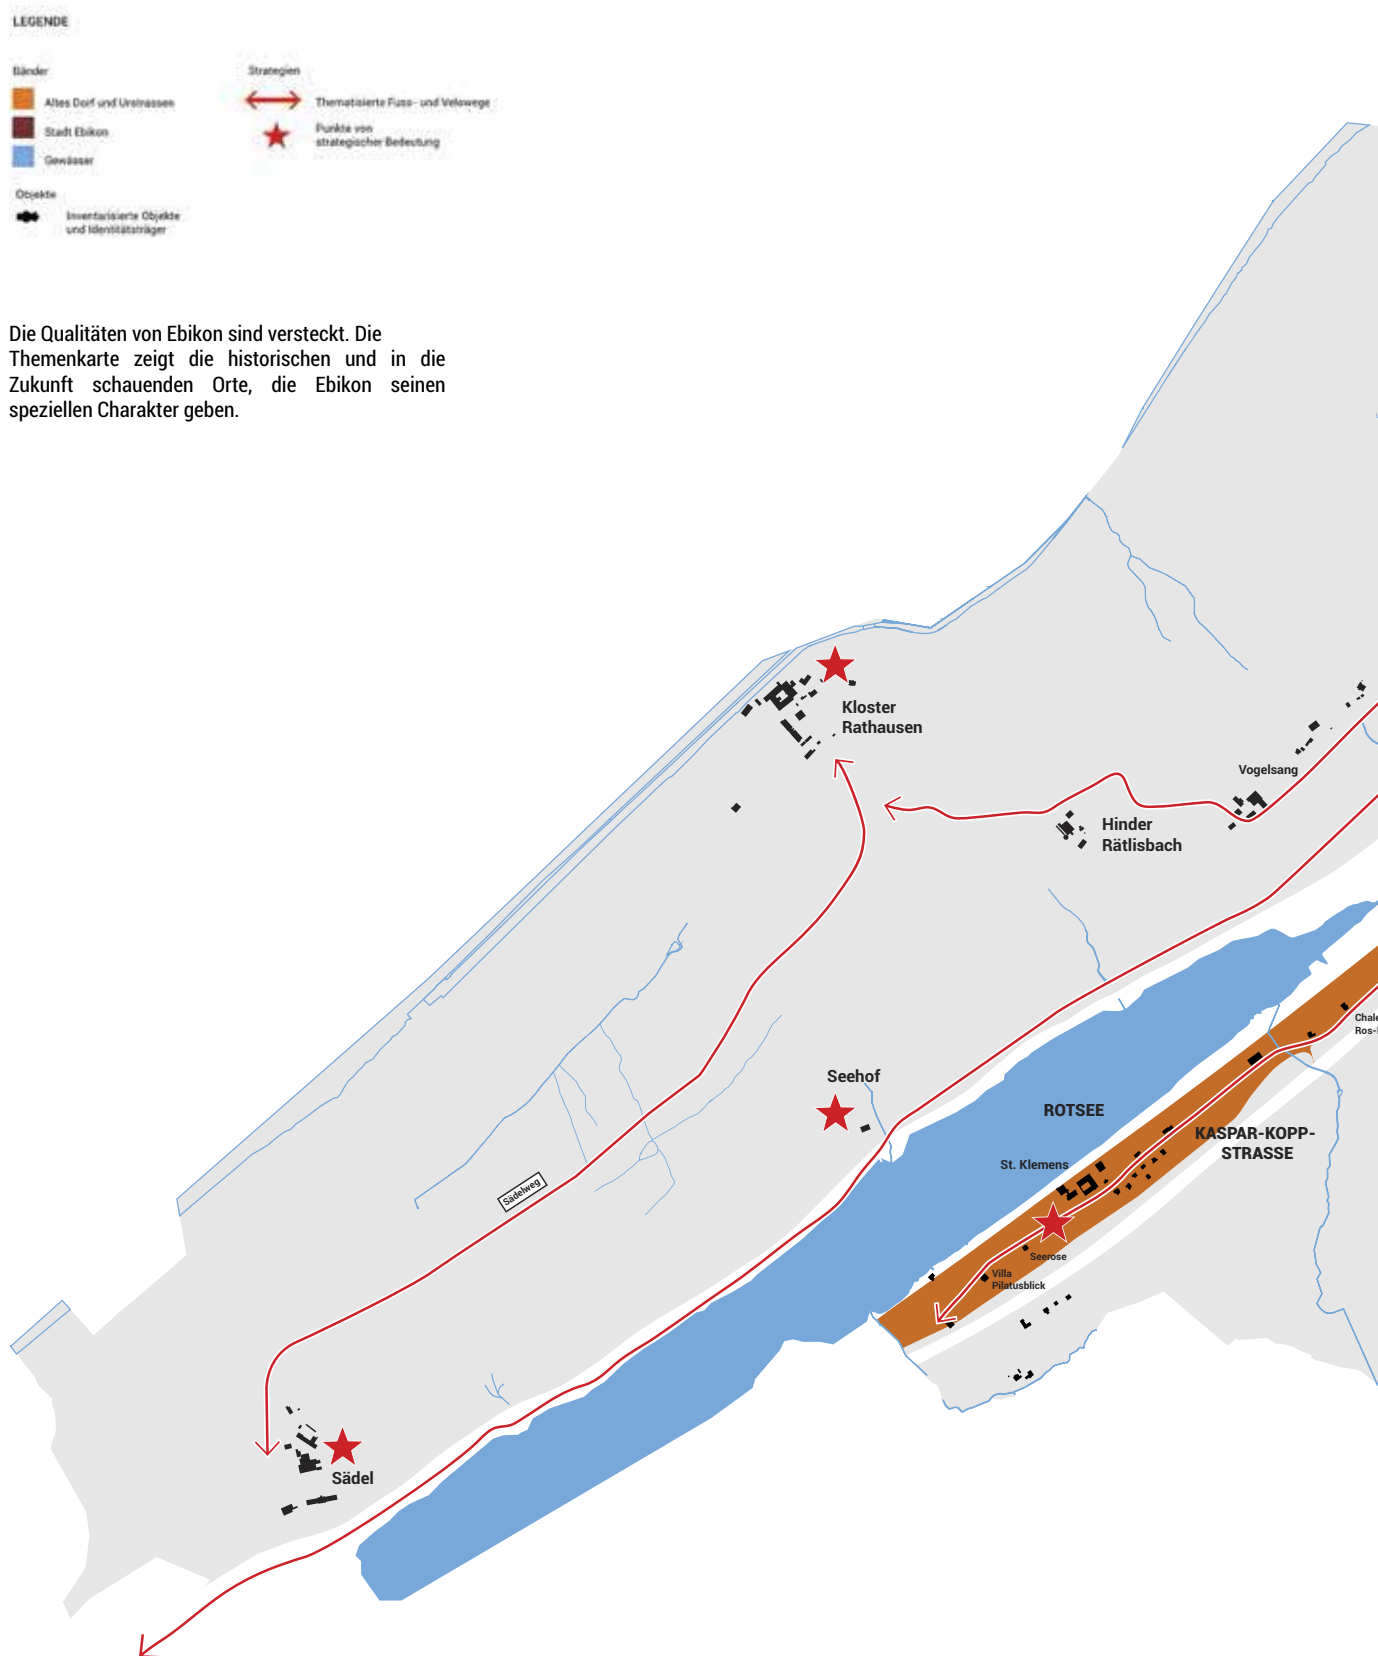 LEGENDE
Bänder
Altes Dorf und Urstrassen
Stadt Ebikon
Gewässer
Objekte
Inventarisierte Objekte
und Identitätsträger
Strategien
Thematisierte Fuss- und Velowege
Punkte von
strategischer Bedeutung
Die Qualitäten von Ebikon sind versteckt. Die
Themenkarte zeigt die historischen und in die
Zukunft schauenden Orte, die Ebikon seinen
speziellen Charakter geben.
Kloster
Rathausen
Vogelsang
Hinder
Rätlisbach
Chale
Ros-
Seehof
ROTSEE
KASPAR-KOPP-
STRASSE
St. Klemens
Sädelweg
Seerose
Villa
Pilatusblick
Sädel